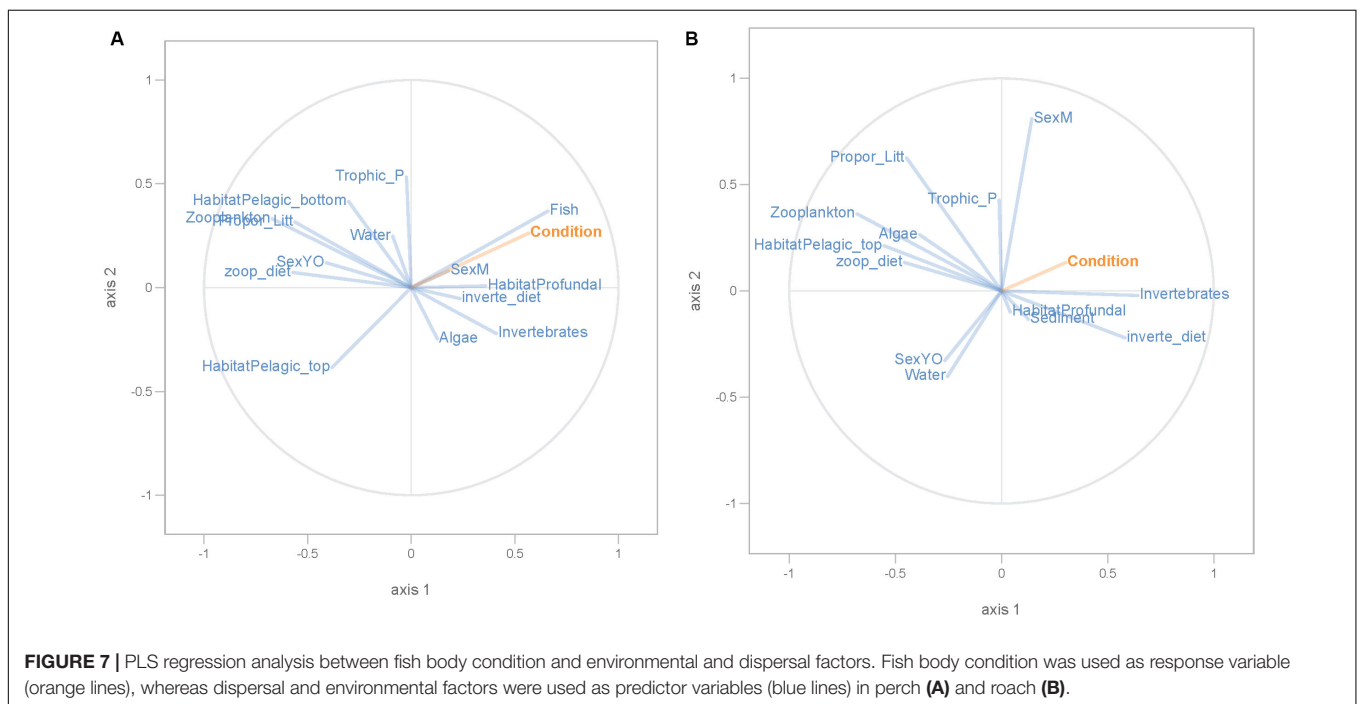 A
1
0.5
0
-0.5
-1
axis 2
Trophic_P
HabitatPelagic_bottom
Zooplankton
Propor_Litt
Water
SexYO
zoop_diet
HabitatPelagic_top
Fish
Condition
SexM
HabitatProfundal
inverte_diet
Invertebrates
Algae
-1
-0.5
0
0.5
1
axis 1
B
1
0.5
0
-0.5
-1
axis 2
SexM
Propor_Litt
Trophic_P
Zooplankton
Algae
HabitatPelagic_top
zoop_diet
Condition
Invertebrates
HabitatProfundal
Sediment
inverte_diet
SexYO
Water
-1
-0.5
0
0.5
1
axis 1
FIGURE 7 | PLS regression analysis between fish body condition and environmental and dispersal factors. Fish body condition was used as response variable
(orange lines), whereas dispersal and environmental factors were used as predictor variables (blue lines) in perch (A) and roach (B).